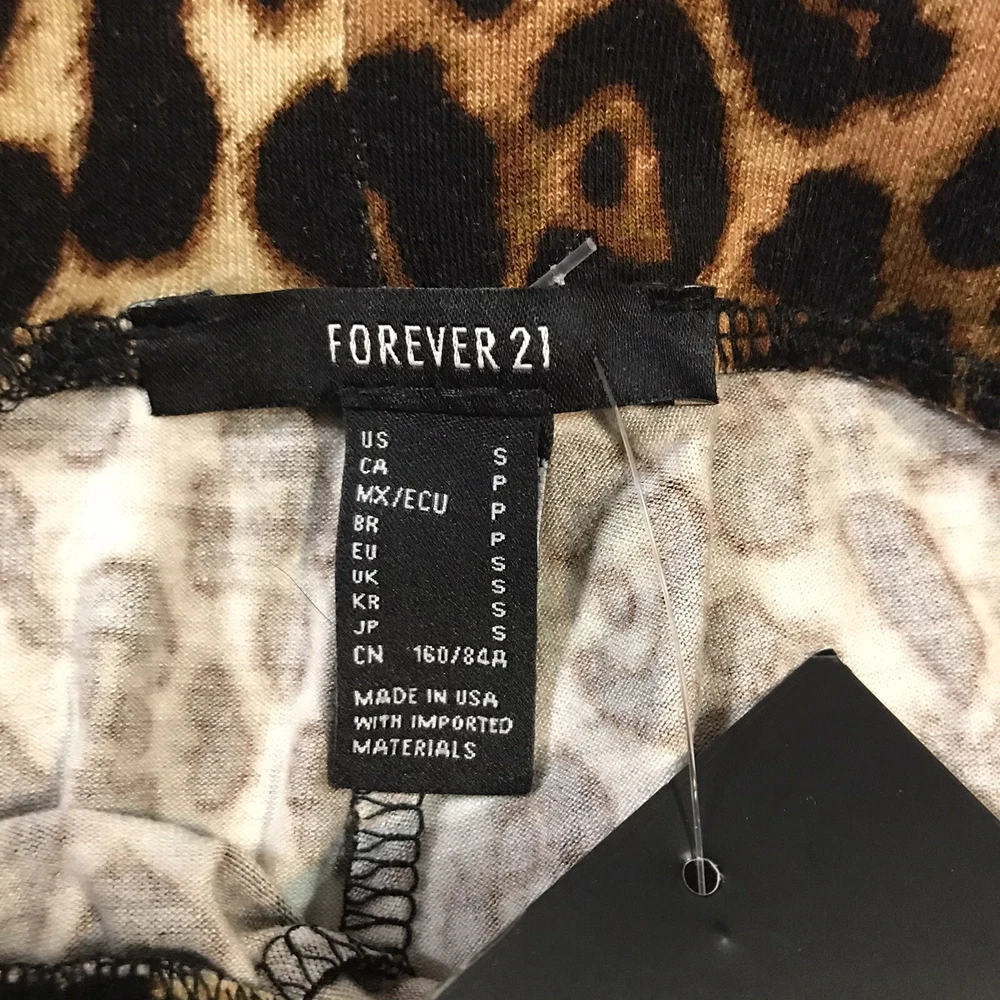 FOREVER 21
US S
CA P
MX/ECU P
BR P
EU S
UK S
KR S
JP S
CN 160/84A
MADE IN USA
WITH IMPORTED
MATERIALS